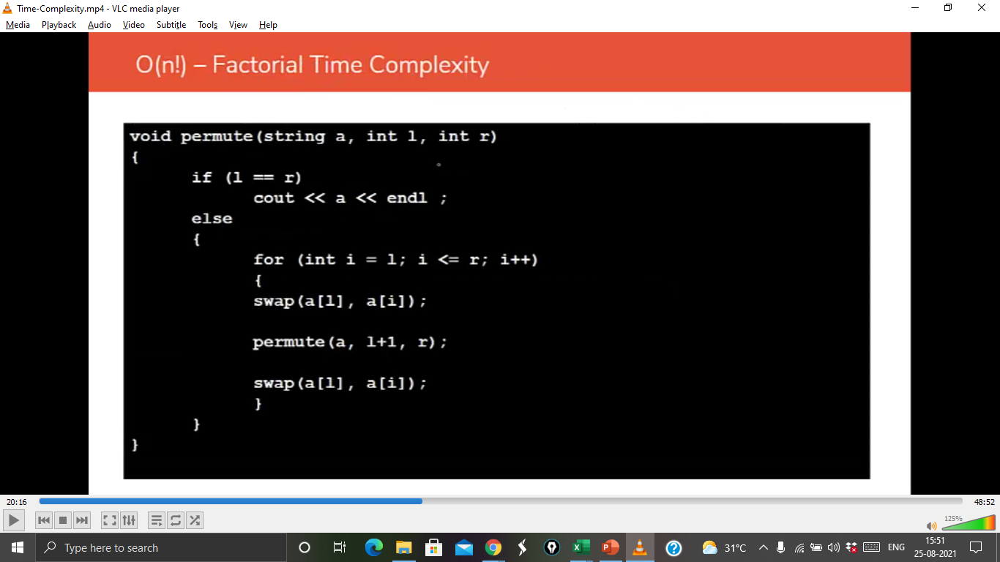 Time-Complexity.mp4 - VLC media player
Media Playback Audio Video Subtitle Tools View Help
O(n!) – Factorial Time Complexity
void permute(string a, int l, int r)
{
if (l == r)
cout << a << endl ;
else
{
for (int i = l; i <= r; i++)
{
swap(a[l], a[i]);
permute(a, l+1, r);
swap(a[l], a[i]);
}
}
}
20:16
48:52
125%
Type here to search
31°C
ENG
15:51
25-08-2021